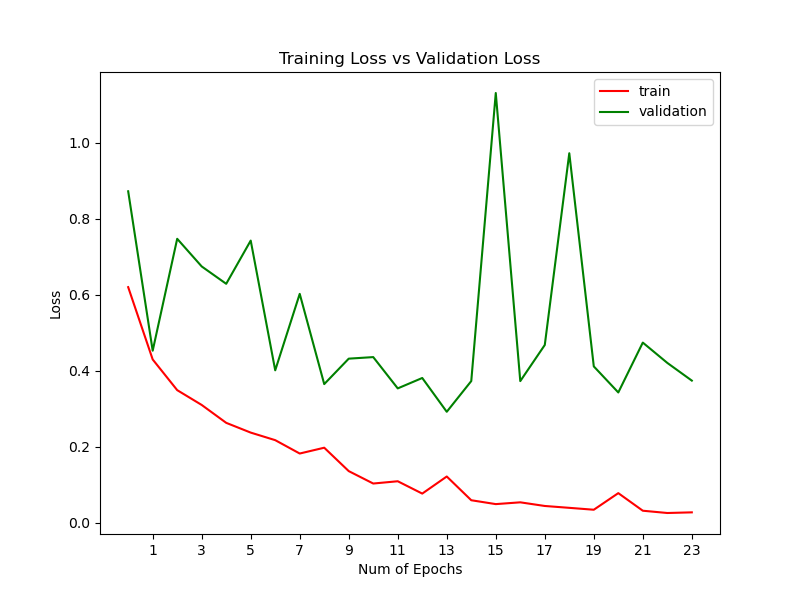 Training Loss vs Validation Loss
train
validation
1.0
0.8
0.6
0.4
0.2
0.0
Loss
1 3 5 7 9 11 13 15 17 19 21 23
Num of Epochs